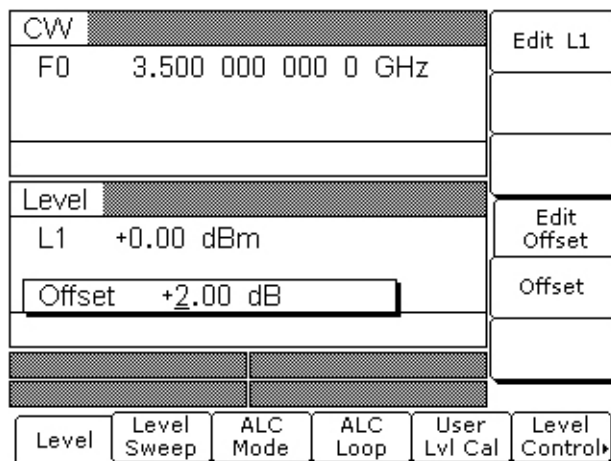 CW
F0 3.500 000 000 0 GHz
Level
L1 +0.00 dBm
Offset +2.00 dB
Edit L1
Edit
Offset
Offset
Level
Level
Sweep
ALC
Mode
ALC
Loop
User
Lvl Cal
Level
Control